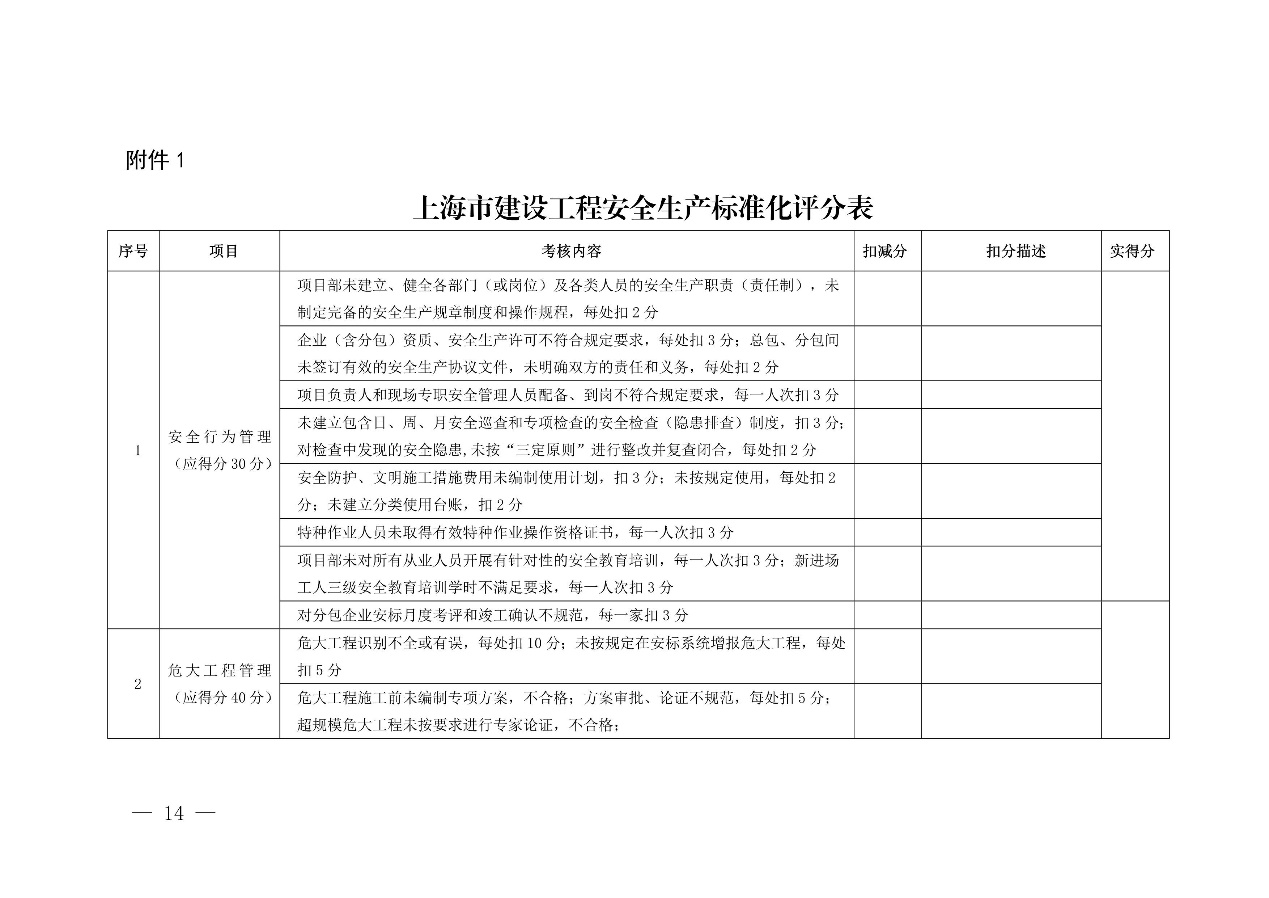 附件 1
上海市建设工程安全生产标准化评分表
序号 项目 考核内容 扣减分 扣分描述 实得分
1
安全行为管理
（应得分 30 分）
项目部未建立、健全各部门（或岗位）及各类人员的安全生产职责（责任制），未
制定完备的安全生产规章制度和操作规程，每处扣 2 分
企业（含分包）资质、安全生产许可不符合规定要求，每处扣 3 分；总包、分包间
未签订有效的安全生产协议文件，未明确双方的责任和义务，每处扣 2 分
项目负责人和现场专职安全管理人员配备、到岗不符合规定要求，每一人次扣 3 分
未建立包含日、周、月安全巡查和专项检查的安全检查（隐患排查）制度，扣 3 分；
对检查中发现的安全隐患,未按“三定原则”进行整改并复查闭合，每处扣 2 分
安全防护、文明施工措施费用未编制使用计划，扣 3 分；未按规定使用，每处扣 2
分；未建立分类使用台账，扣 2 分
特种作业人员未取得有效特种作业操作资格证书，每一人次扣 3 分
项目部未对所有从业人员开展有针对性的安全教育培训，每一人次扣 3 分；新进场
工人三级安全教育培训学时不满足要求，每一人次扣 3 分
对分包企业安标月度考评和竣工确认不规范，每一家扣 3 分
2
危大工程管理
（应得分 40 分）
危大工程识别不全或有误，每处扣 10 分；未按规定在安标系统增报危大工程，每处
扣 5 分
危大工程施工前未编制专项方案，不合格；方案审批、论证不规范，每处扣 5 分；
超规模危大工程未按要求进行专家论证，不合格；
— 14 —